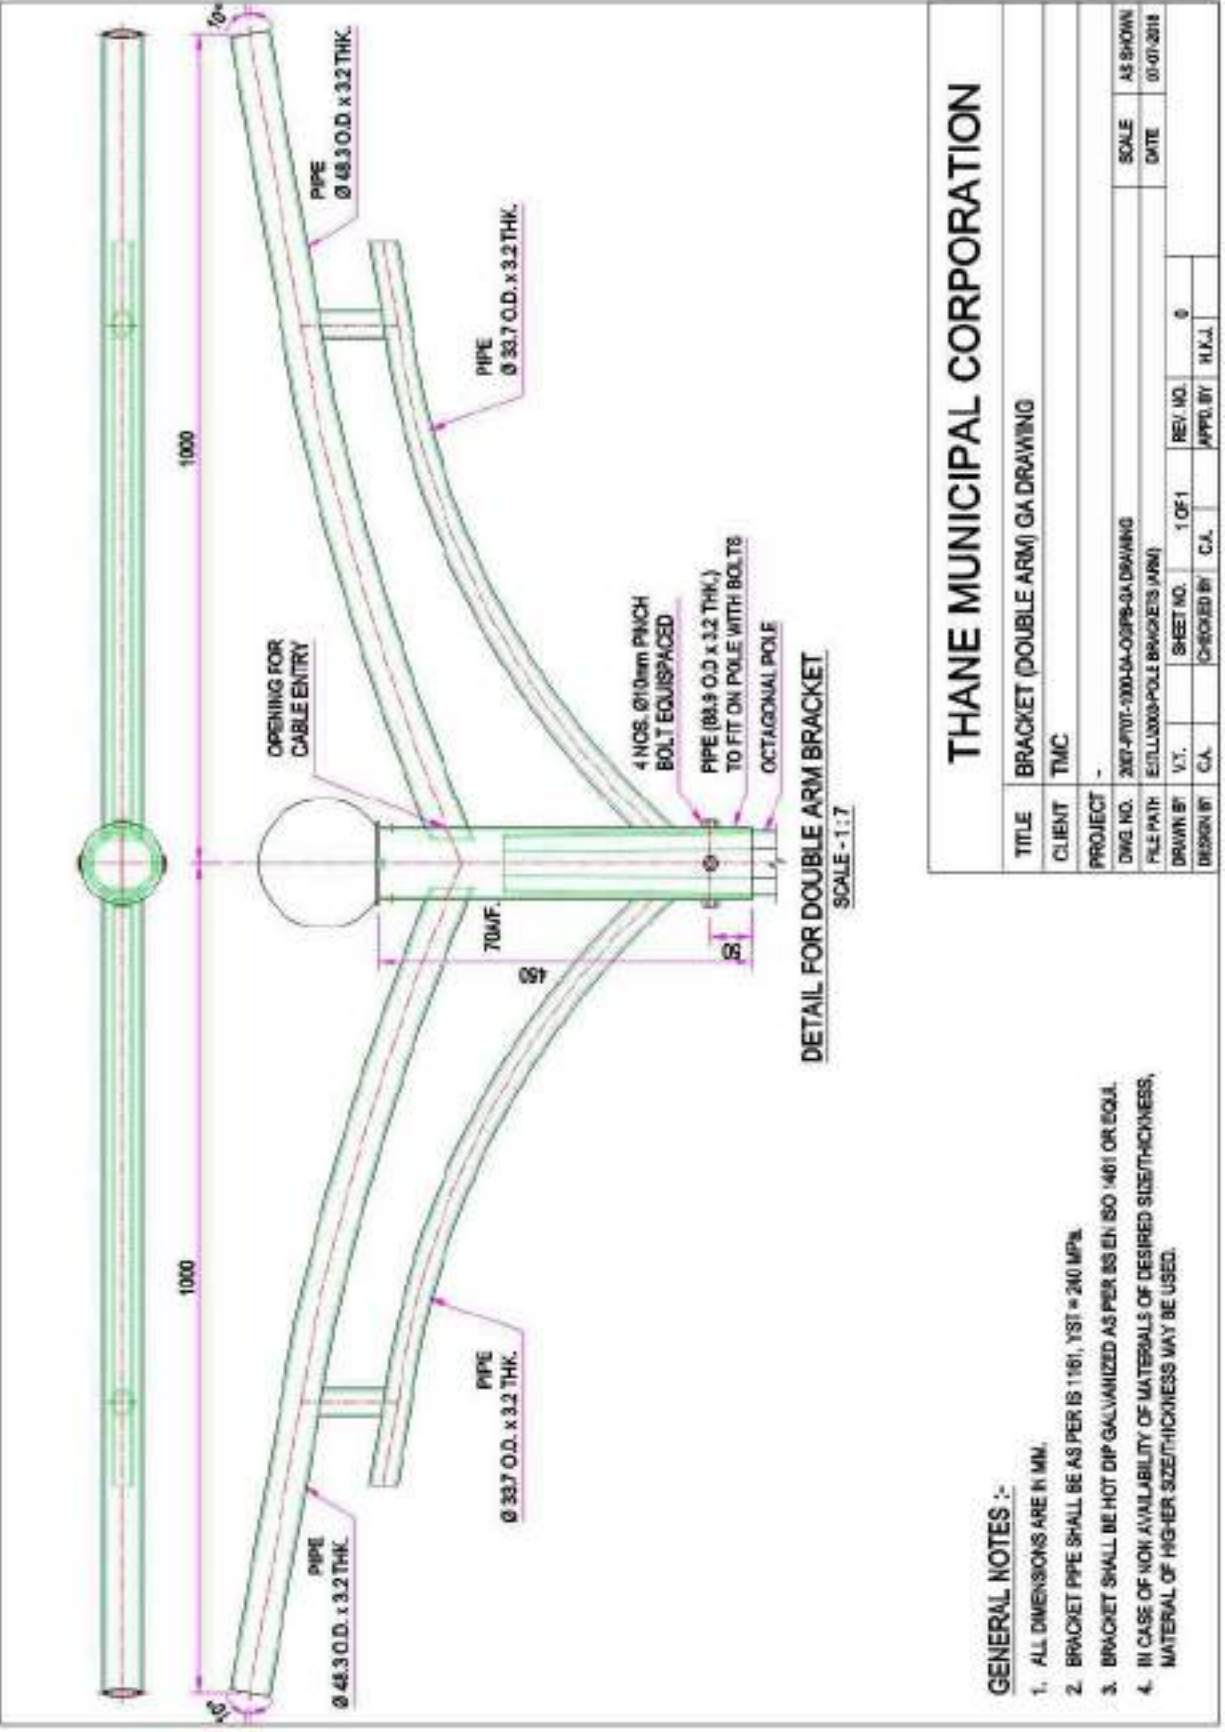 1000
1000
10°
10°
PIPE
Ø 48.3 O.D. x 3.2 THK.
PIPE
Ø 48.3 O.D. x 3.2 THK.
PIPE
Ø 33.7 O.D. x 3.2 THK.
PIPE
Ø 33.7 O.D. x 3.2 THK.
OPENING FOR
CABLE ENTRY
70A/F.
450
50
4 NOS. Ø10mm PINCH
BOLT EQUISPACED
PIPE (88.9 O.D x 3.2 THK.)
TO FIT ON POLE WITH BOLTS
OCTAGONAL POLE
DETAIL FOR DOUBLE ARM BRACKET
SCALE - 1 : 7
GENERAL NOTES :-
1. ALL DIMENSIONS ARE IN MM.
2. BRACKET PIPE SHALL BE AS PER IS 1161, YST = 240 MPa.
3. BRACKET SHALL BE HOT DIP GALVANIZED AS PER BS EN ISO 1461 OR EQUI.
4. IN CASE OF NON AVAILABILITY OF MATERIALS OF DESIRED SIZE/THICKNESS,
MATERIAL OF HIGHER SIZE/THICKNESS MAY BE USED.
THANE MUNICIPAL CORPORATION
TITLE BRACKET (DOUBLE ARM) GA DRAWING
CLIENT TMC
PROJECT -
DWG. NO. SCALE AS SHOWN
FILE PATH BRACKETS (ARM) DATE 07-07-2018
DRAWN BY V.T. SHEET NO. 1 OF 1 REV. NO. 0
DESIGN BY C.A. CHECKED BY C.A. APPD. BY H.K.J.